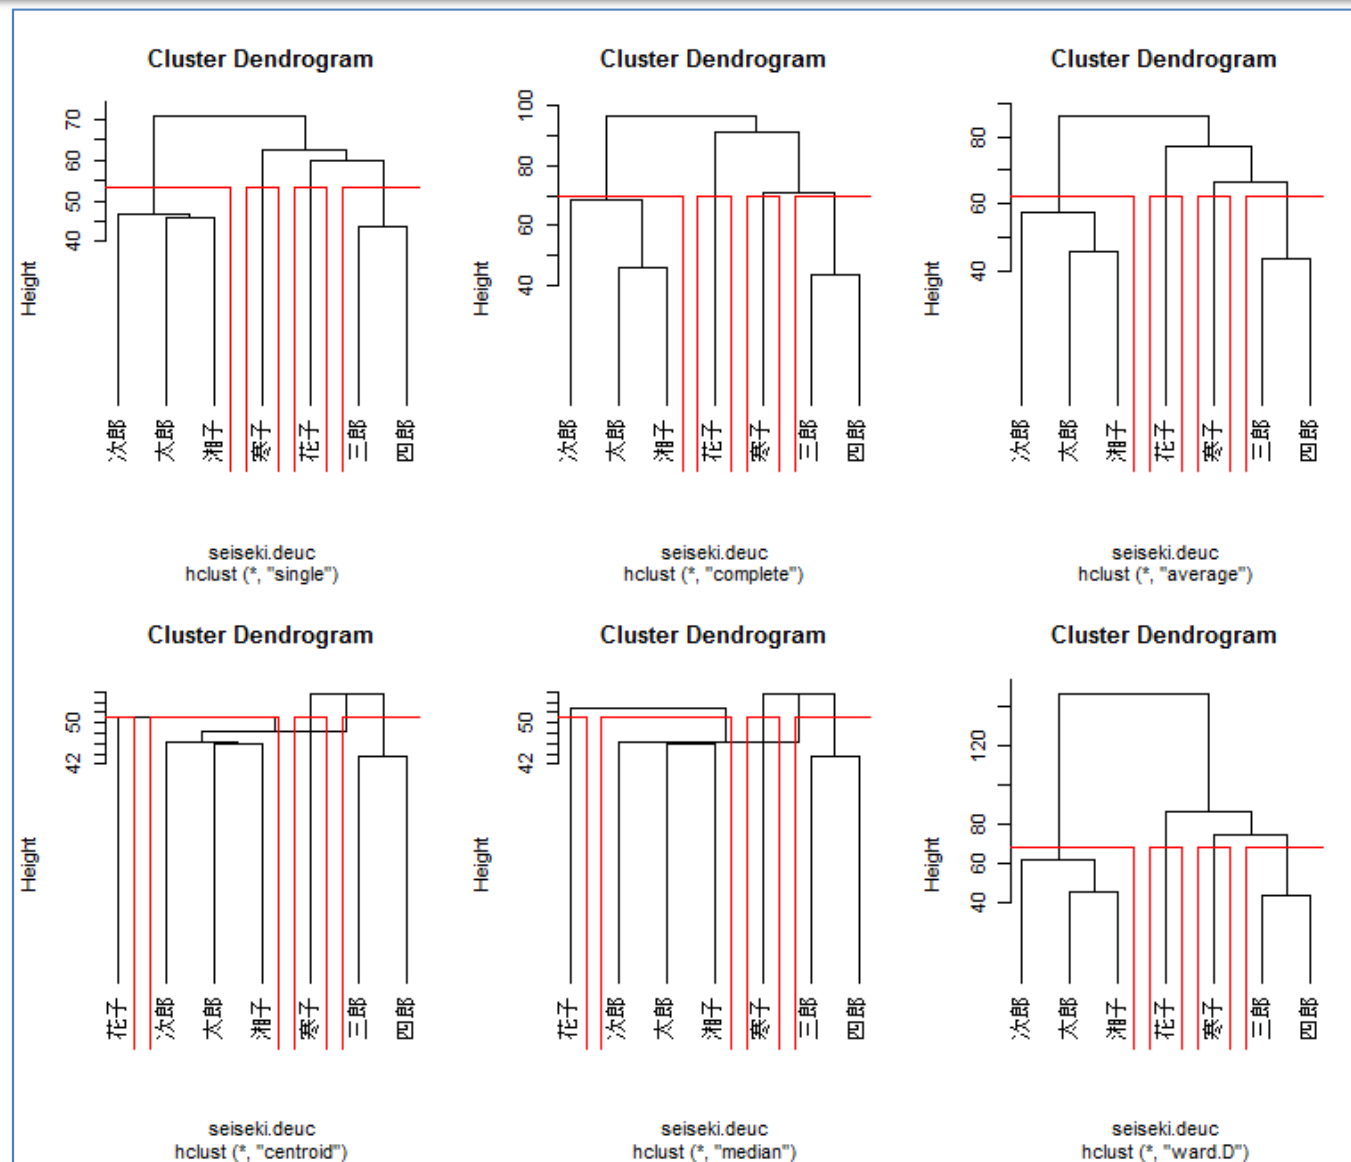 Cluster Dendrogram
Height
70
60
50
40
次郎
太郎
湘子
寒子
花子
三郎
四郎
seiseki.deuc
hclust (*, "single")
Cluster Dendrogram
Height
100
80
60
40
次郎
太郎
湘子
花子
寒子
三郎
四郎
seiseki.deuc
hclust (*, "complete")
Cluster Dendrogram
Height
80
60
40
次郎
太郎
湘子
花子
寒子
三郎
四郎
seiseki.deuc
hclust (*, "average")
Cluster Dendrogram
Height
50
42
花子
次郎
太郎
湘子
寒子
三郎
四郎
seiseki.deuc
hclust (*, "centroid")
Cluster Dendrogram
Height
50
42
花子
次郎
太郎
湘子
寒子
三郎
四郎
seiseki.deuc
hclust (*, "median")
Cluster Dendrogram
Height
120
80
60
40
次郎
太郎
湘子
花子
寒子
三郎
四郎
seiseki.deuc
hclust (*, "ward.D")